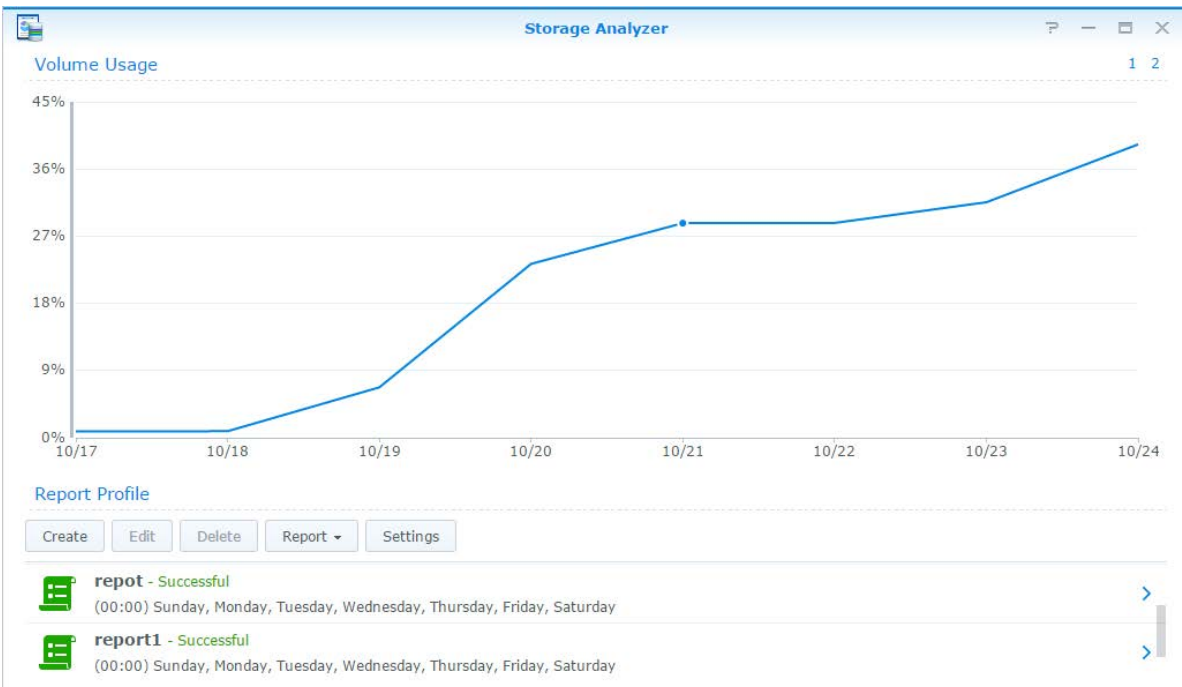 Storage Analyzer
Volume Usage 1 2
45%
36%
27%
18%
9%
0%
10/17 10/18 10/19 10/20 10/21 10/22 10/23 10/24
Report Profile
Create Edit Delete Report Settings
repot - Successful
(00:00) Sunday, Monday, Tuesday, Wednesday, Thursday, Friday, Saturday
report1 - Successful
(00:00) Sunday, Monday, Tuesday, Wednesday, Thursday, Friday, Saturday